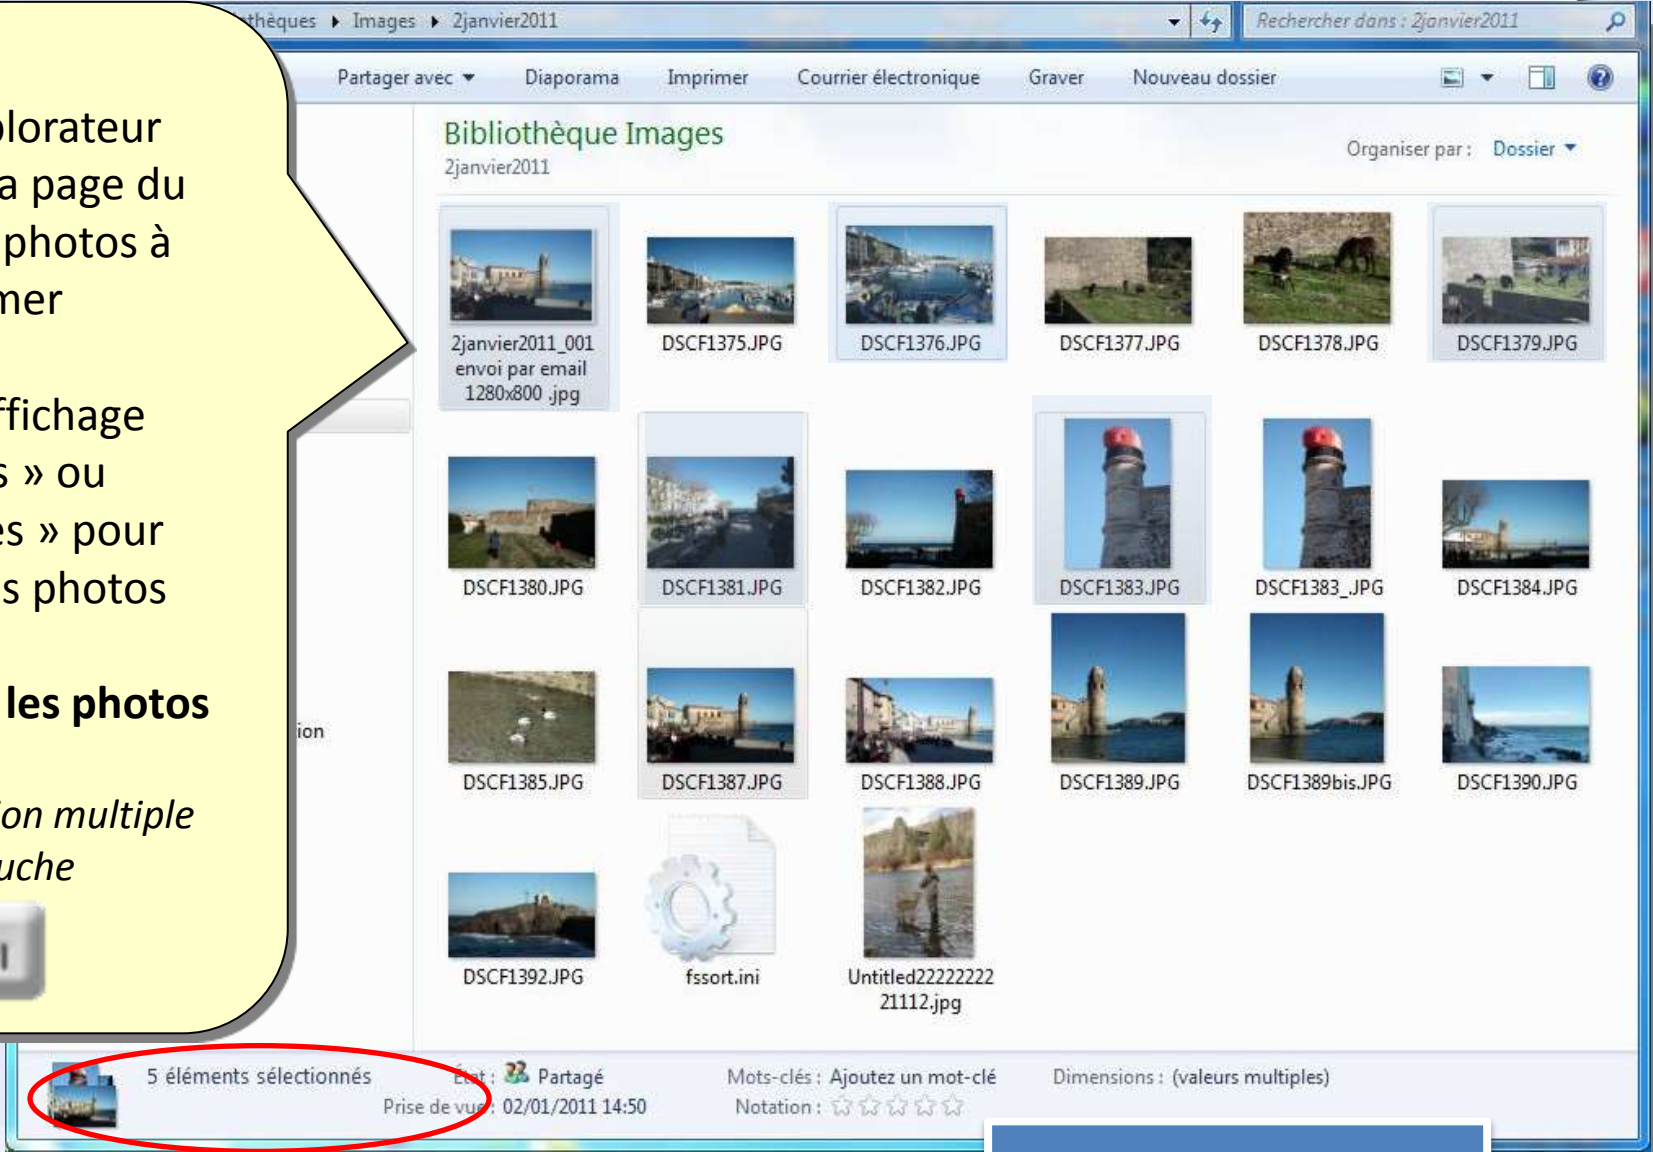 thèques ▸ Images ▸ 2janvier2011
Rechercher dans : 2janvier2011
Partager avec Diaporama Imprimer Courrier électronique Graver Nouveau dossier
Bibliothèque Images
2janvier2011
Organiser par : Dossier
plorateur
a page du
photos à
mer
ffichage
s » ou
es » pour
s photos
les photos
ion multiple
uche
ion
2janvier2011_001
envoi par email
1280x800 .jpg
DSCF1375.JPG
DSCF1376.JPG
DSCF1377.JPG
DSCF1378.JPG
DSCF1379.JPG
DSCF1380.JPG
DSCF1381.JPG
DSCF1382.JPG
DSCF1383.JPG
DSCF1383_.JPG
DSCF1384.JPG
DSCF1385.JPG
DSCF1387.JPG
DSCF1388.JPG
DSCF1389.JPG
DSCF1389bis.JPG
DSCF1390.JPG
DSCF1392.JPG
fssort.ini
Untitled22222222
21112.jpg
5 éléments sélectionnés
État : Partagé
Mots-clés : Ajoutez un mot-clé
Dimensions : (valeurs multiples)
Prise de vue : 02/01/2011 14:50
Notation :